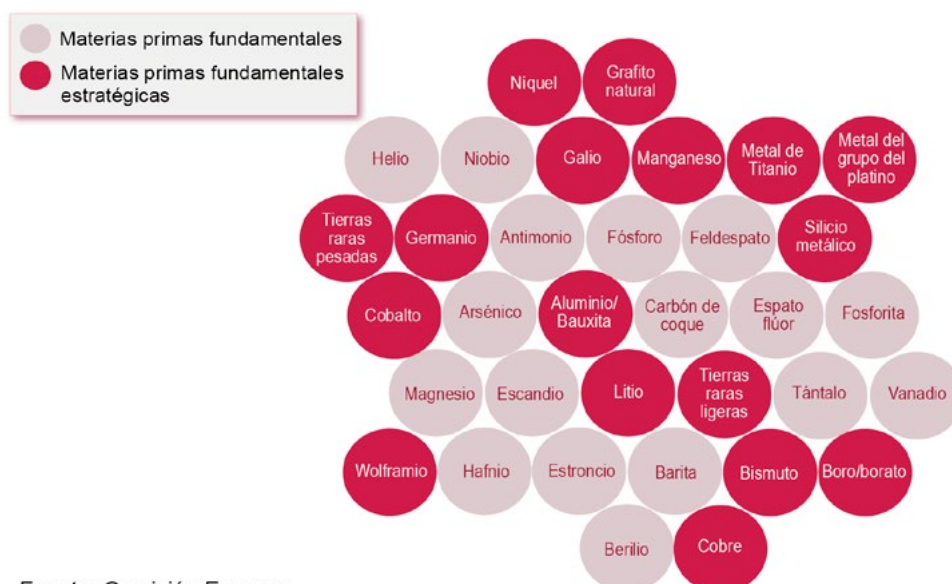 Materias primas fundamentales
Materias primas fundamentales
estratégicas
Níquel
Grafito
natural
Helio
Niobio
Galio
Manganeso
Metal de
Titanio
Metal del
grupo del
platino
Tierras
raras
pesadas
Germanio
Antimonio
Fósforo
Feldespato
Silicio
metálico
Cobalto
Arsénico
Aluminio/
Bauxita
Carbón de
coque
Espato
flúor
Fosforita
Magnesio
Escandio
Litio
Tierras
raras
ligeras
Tántalo
Vanadio
Wolframio
Hafnio
Estroncio
Barita
Bismuto
Boro/borato
Berilio
Cobre